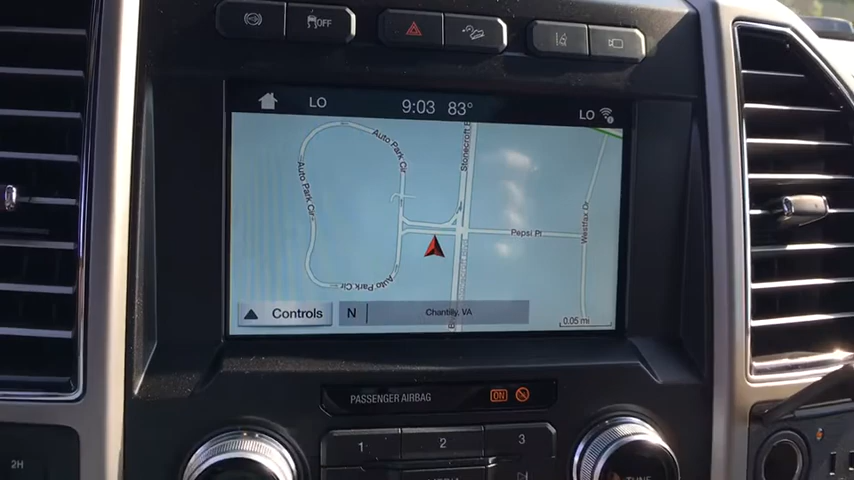 OFF
LO
9:03 83°
LO
Auto Park Cir
Stonecroft B
Auto Park Cir
Pepsi Pl
Westfax Dr
Auto Park Cir
Controls
N
Chantilly, VA
0.05 mi
PASSENGER AIRBAG
ON
1
2
3
2H
TUNE